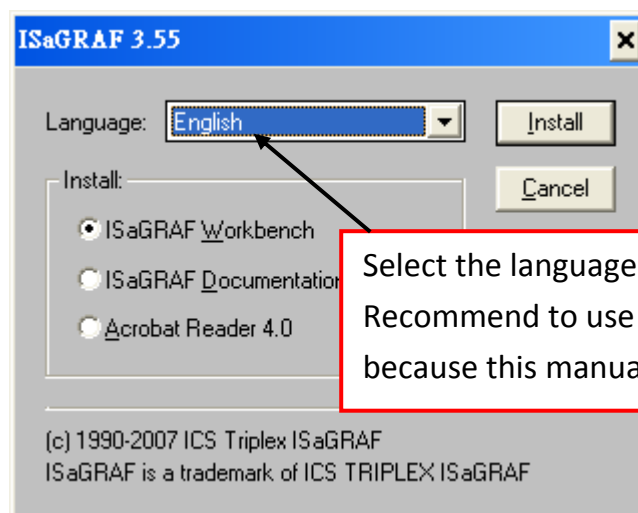 ISaGRAF 3.55
Language: English
Install
Install:
Cancel
ISaGRAF Workbench
ISaGRAF Documentation
Acrobat Reader 4.0
Select the language
Recommend to use
because this manua
(c) 1990-2007 ICS Triplex ISaGRAF
ISaGRAF is a trademark of ICS TRIPLEX ISaGRAF